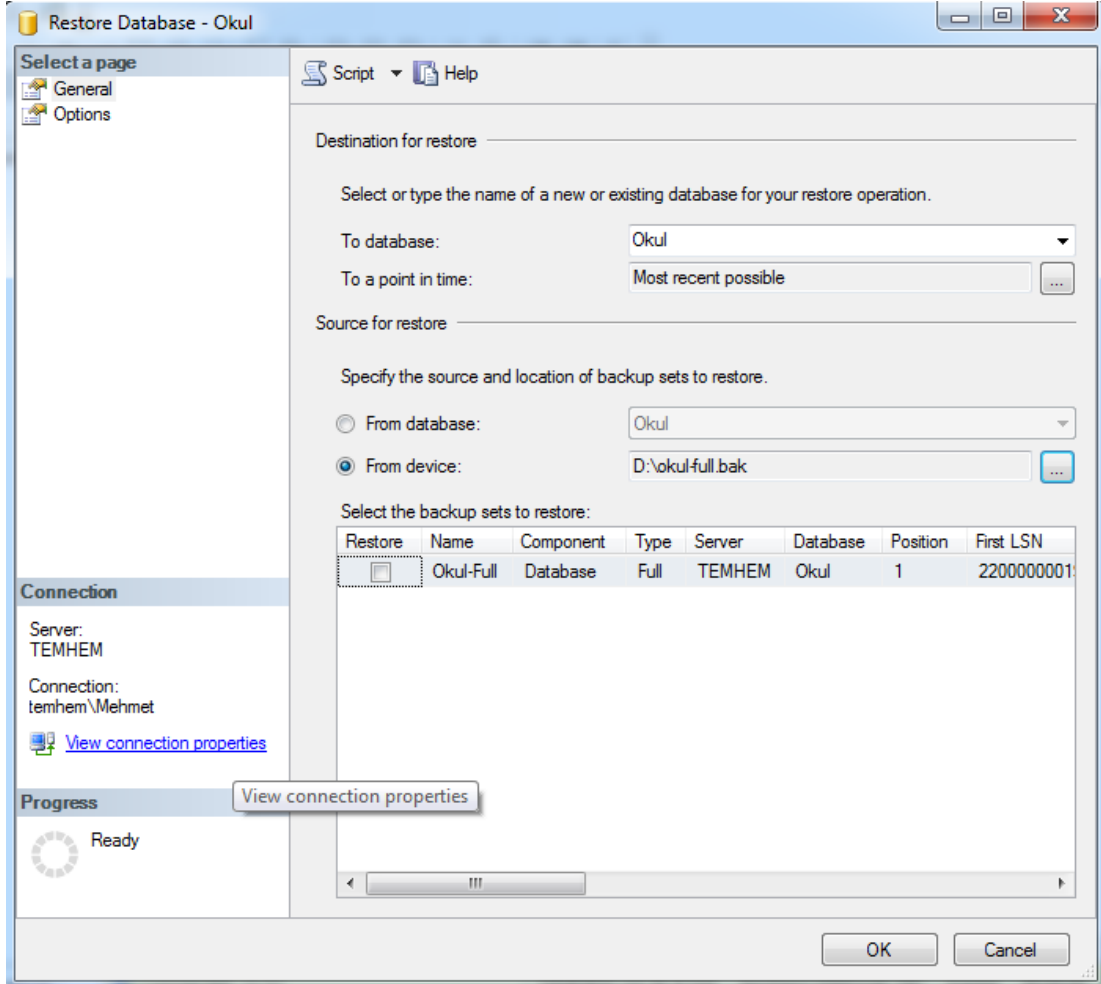 Restore Database - Okul
Select a page
General
Options
Script
Help
Destination for restore
Select or type the name of a new or existing database for your restore operation.
To database:
Okul
To a point in time:
Most recent possible
...
Source for restore
Specify the source and location of backup sets to restore.
From database:
Okul
From device:
D:\okul-full.bak
...
Select the backup sets to restore:
Restore Name Component Type Server Database Position First LSN
Okul-Full Database Full TEMHEM Okul 1 2200000001
Connection
Server:
TEMHEM
Connection:
temhem\Mehmet
View connection properties
View connection properties
Progress
Ready
OK
Cancel